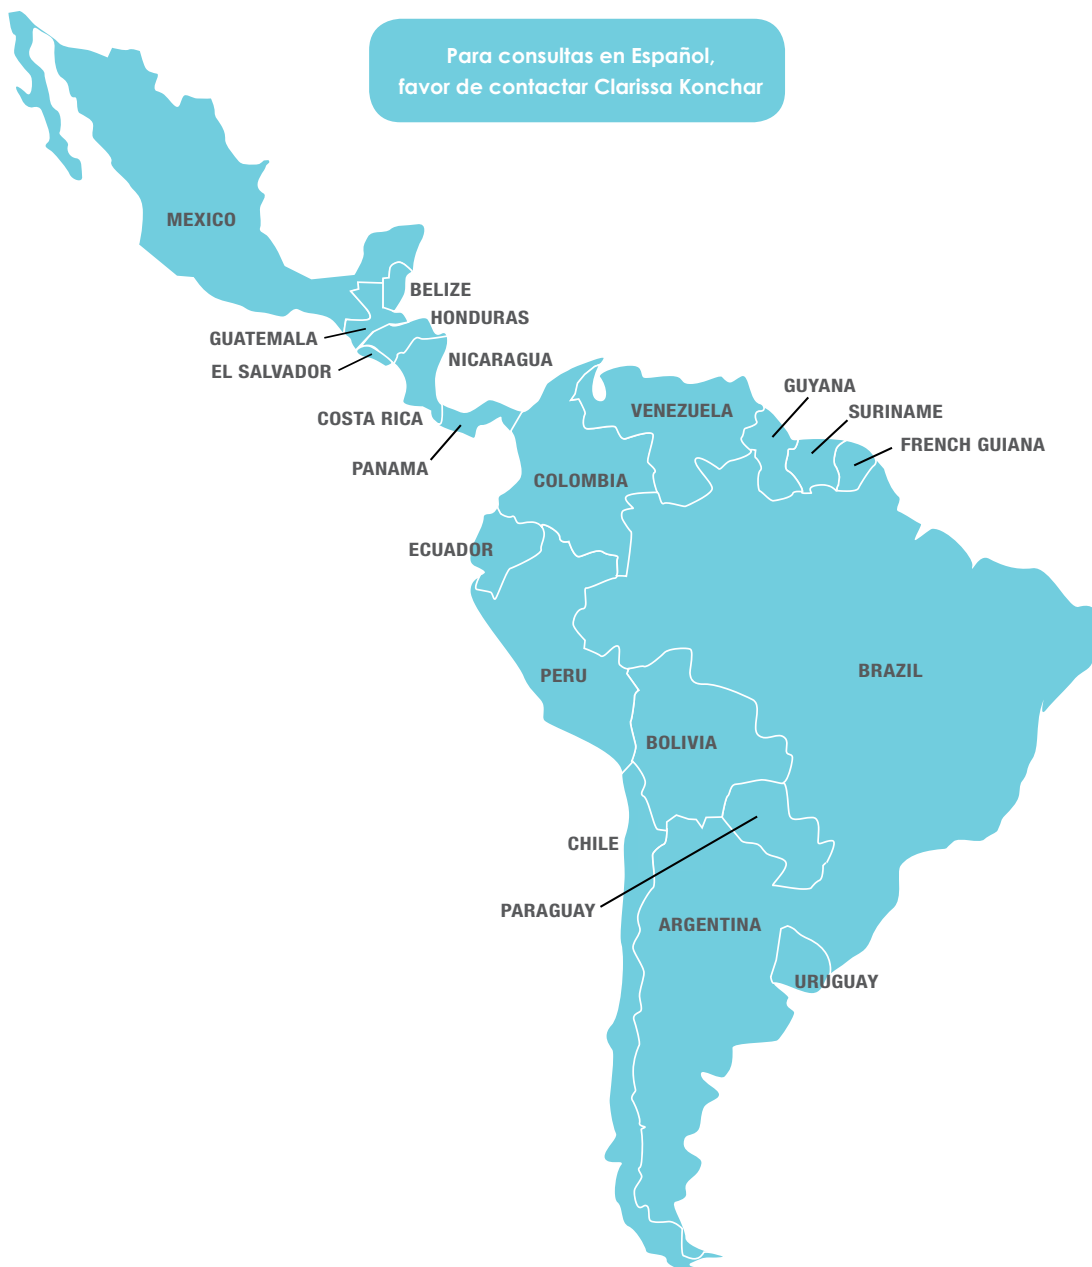 Para consultas en Español,
favor de contactar Clarissa Konchar
MEXICO
BELIZE
HONDURAS
GUATEMALA
NICARAGUA
EL SALVADOR
GUYANA
VENEZUELA
SURINAME
COSTA RICA
FRENCH GUIANA
PANAMA
COLOMBIA
ECUADOR
PERU
BRAZIL
BOLIVIA
CHILE
PARAGUAY
ARGENTINA
URUGUAY